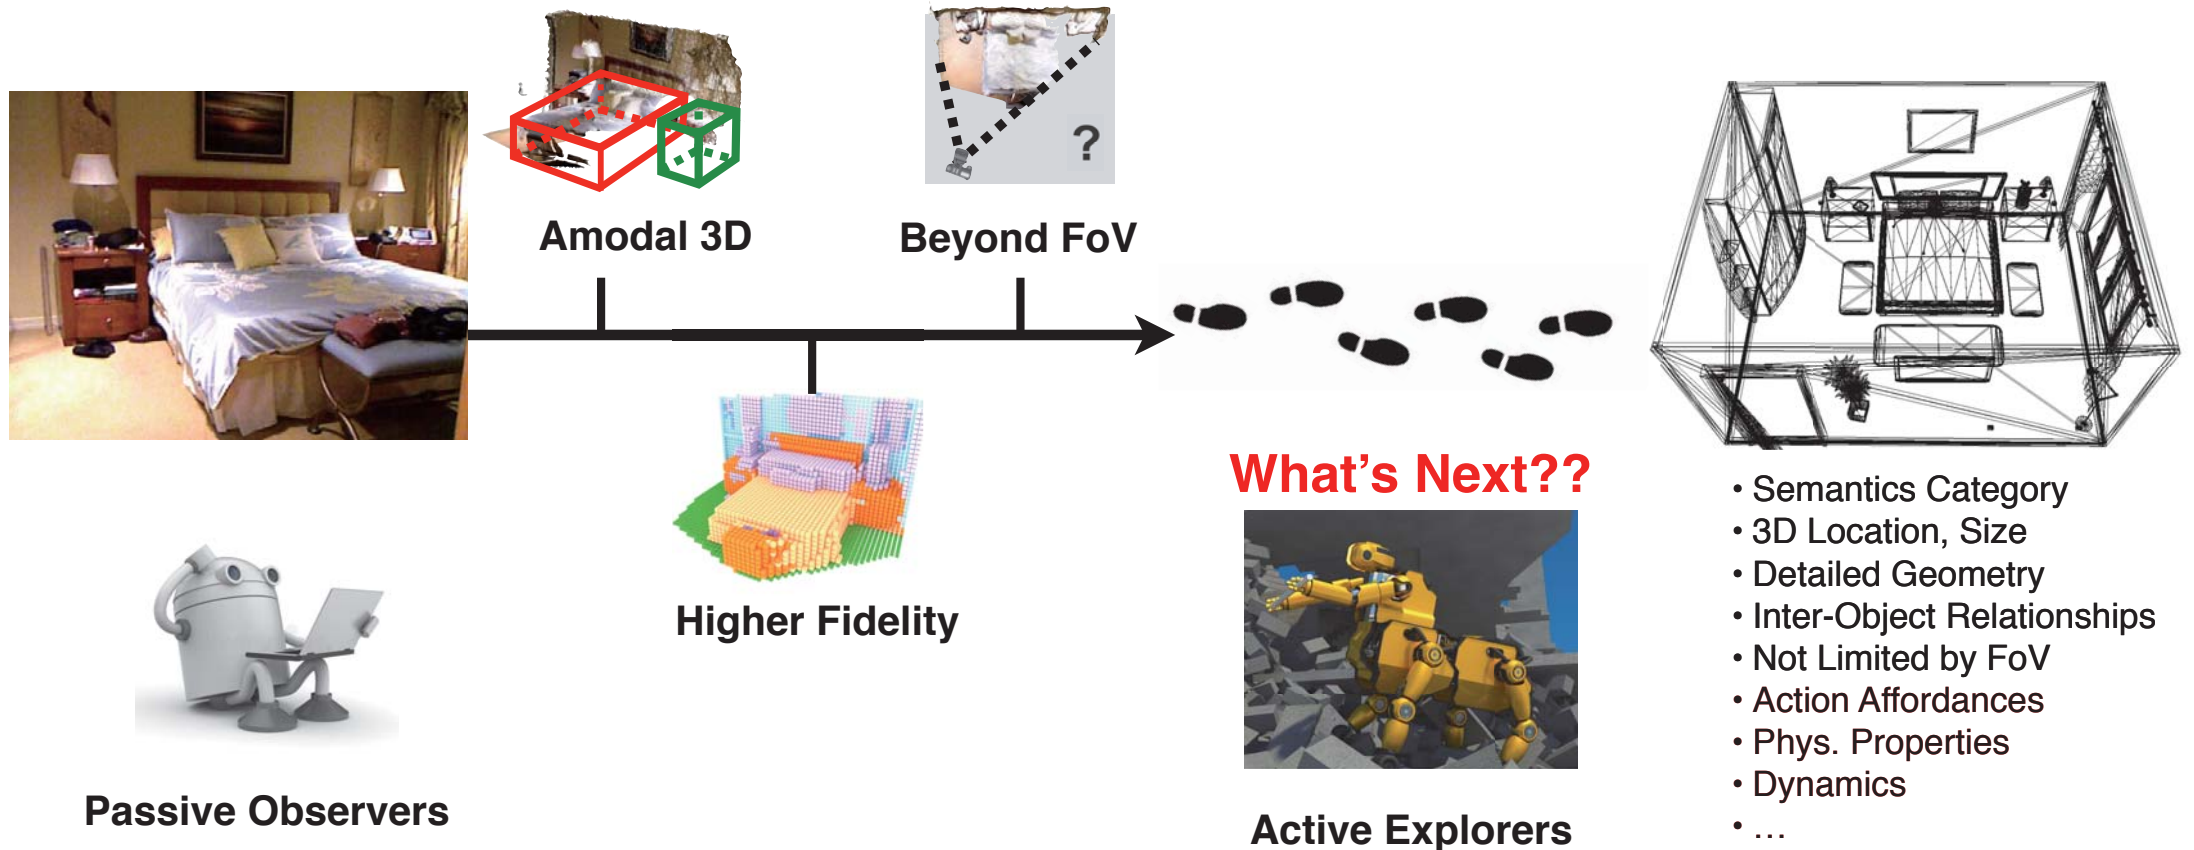 Amodal 3D
Beyond FoV
?
Higher Fidelity
What's Next??
Passive Observers
Active Explorers
• Semantics Category
• 3D Location, Size
• Detailed Geometry
• Inter-Object Relationships
• Not Limited by FoV
• Action Affordances
• Phys. Properties
• Dynamics
• …